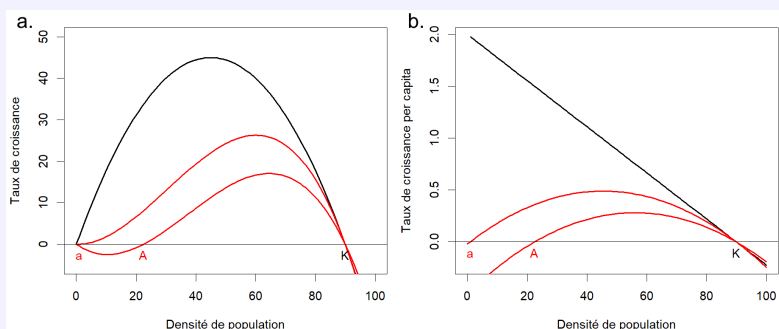 a.
Taux de croissance
50
40
30
20
10
0
a
A
K
0 20 40 60 80 100
Densité de population
b.
Taux de croissance per capita
2.0
1.5
1.0
0.5
0.0
a
A
K
0 20 40 60 80 100
Densité de population